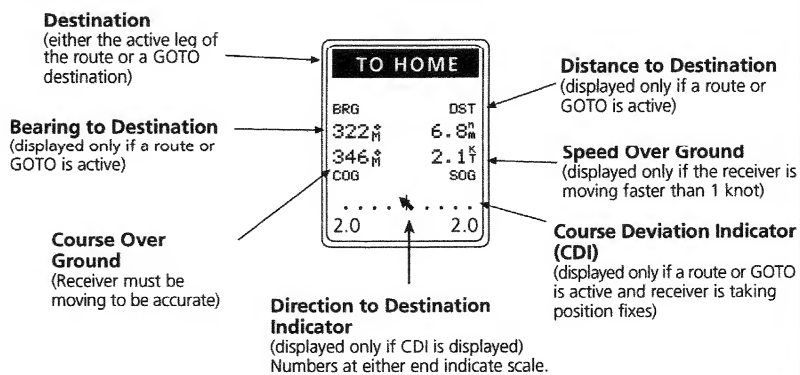 Destination
(either the active leg of
the route or a GOTO
destination)
Bearing to Destination
(displayed only if a route or
GOTO is active)
Course Over
Ground
(Receiver must be
moving to be accurate)
TO HOME
BRG DST
322°M 6.8nm
346°M 2.1KT
COG SOG
2.0 2.0
Direction to Destination
Indicator
(displayed only if CDI is displayed)
Numbers at either end indicate scale.
Distance to Destination
(displayed only if a route or
GOTO is active)
Speed Over Ground
(displayed only if the receiver is
moving faster than 1 knot)
Course Deviation Indicator
(CDI)
(displayed only if a route or GOTO
is active and receiver is taking
position fixes)